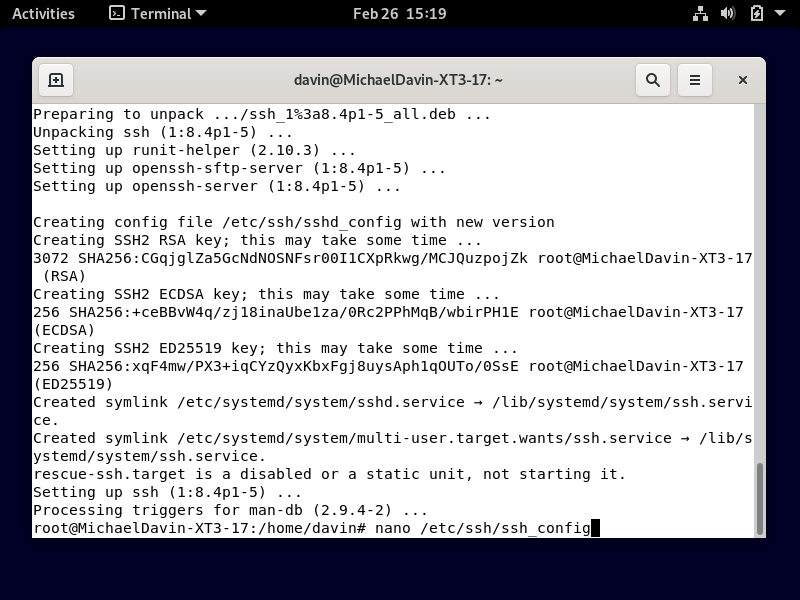 Activities Terminal Feb 26 15:19
davin@MichaelDavin-XT3-17: ~
Preparing to unpack .../ssh_1%3a8.4p1-5_all.deb ...
Unpacking ssh (1:8.4p1-5) ...
Setting up runit-helper (2.10.3) ...
Setting up openssh-sftp-server (1:8.4p1-5) ...
Setting up openssh-server (1:8.4p1-5) ...

Creating config file /etc/ssh/sshd_config with new version
Creating SSH2 RSA key; this may take some time ...
3072 SHA256:CGqjglZa5GcNdNOSNFsr00I1CXpRkwg/MCJQuzpojZk root@MichaelDavin-XT3-17
 (RSA)
Creating SSH2 ECDSA key; this may take some time ...
256 SHA256:+ceBBvW4q/zj18inaUbe1za/0Rc2PPhMqB/wbirPH1E root@MichaelDavin-XT3-17
(ECDSA)
Creating SSH2 ED25519 key; this may take some time ...
256 SHA256:xqF4mw/PX3+iqCYzQyxKbxFgj8uysAph1qOUTo/0SsE root@MichaelDavin-XT3-17
(ED25519)
Created symlink /etc/systemd/system/sshd.service → /lib/systemd/system/ssh.servi
ce.
Created symlink /etc/systemd/system/multi-user.target.wants/ssh.service → /lib/s
ystemd/system/ssh.service.
rescue-ssh.target is a disabled or a static unit, not starting it.
Setting up ssh (1:8.4p1-5) ...
Processing triggers for man-db (2.9.4-2) ...
root@MichaelDavin-XT3-17:/home/davin# nano /etc/ssh/ssh_config